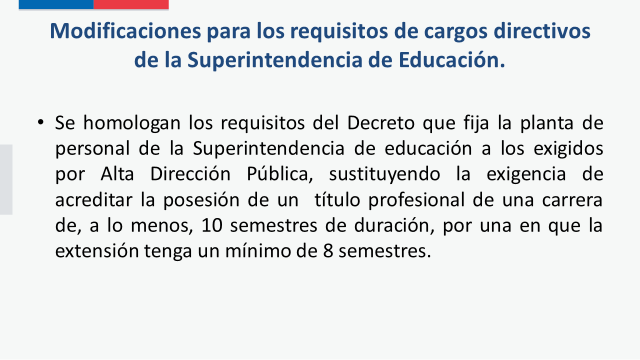 Modificaciones para los requisitos de cargos directivos
de la Superintendencia de Educación.
• Se homologan los requisitos del Decreto que fija la planta de
personal de la Superintendencia de educación a los exigidos
por Alta Dirección Pública, sustituyendo la exigencia de
acreditar la posesión de un título profesional de una carrera
de, a lo menos, 10 semestres de duración, por una en que la
extensión tenga un mínimo de 8 semestres.